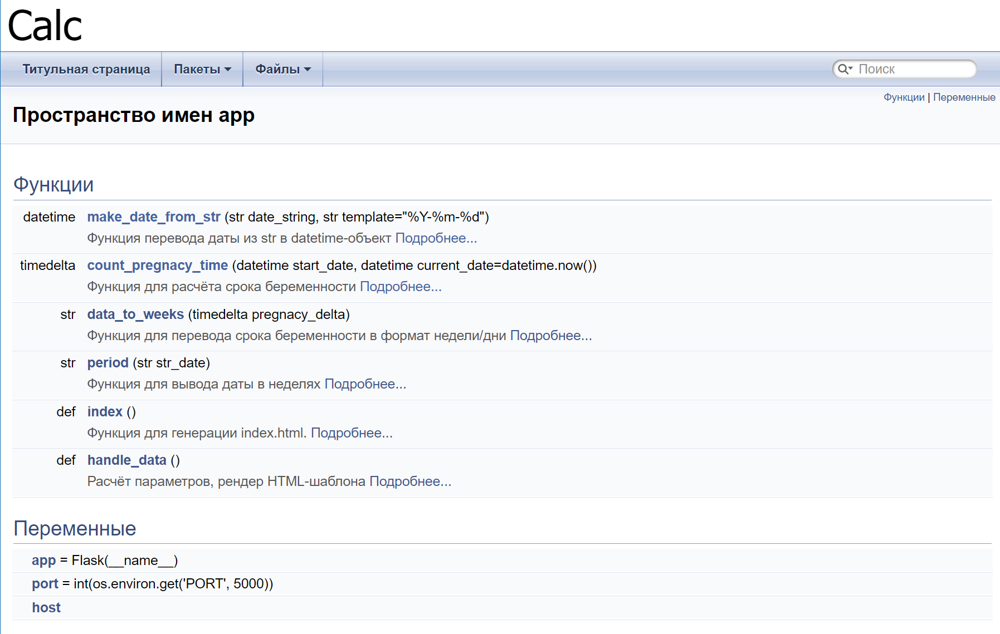 Calc
Титульная страница Пакеты Файлы Поиск
Функции | Переменные
Пространство имен app
Функции
datetime make_date_from_str (str date_string, str template="%Y-%m-%d")
Функция перевода даты из str в datetime-объект Подробнее...
timedelta count_pregnacy_time (datetime start_date, datetime current_date=datetime.now())
Функция для расчёта срока беременности Подробнее...
str data_to_weeks (timedelta pregnacy_delta)
Функция для перевода срока беременности в формат недели/дни Подробнее...
str period (str str_date)
Функция для вывода даты в неделях Подробнее...
def index ()
Функция для генерации index.html. Подробнее...
def handle_data ()
Расчёт параметров, рендер HTML-шаблона Подробнее...
Переменные
app = Flask(__name__)
port = int(os.environ.get('PORT', 5000))
host